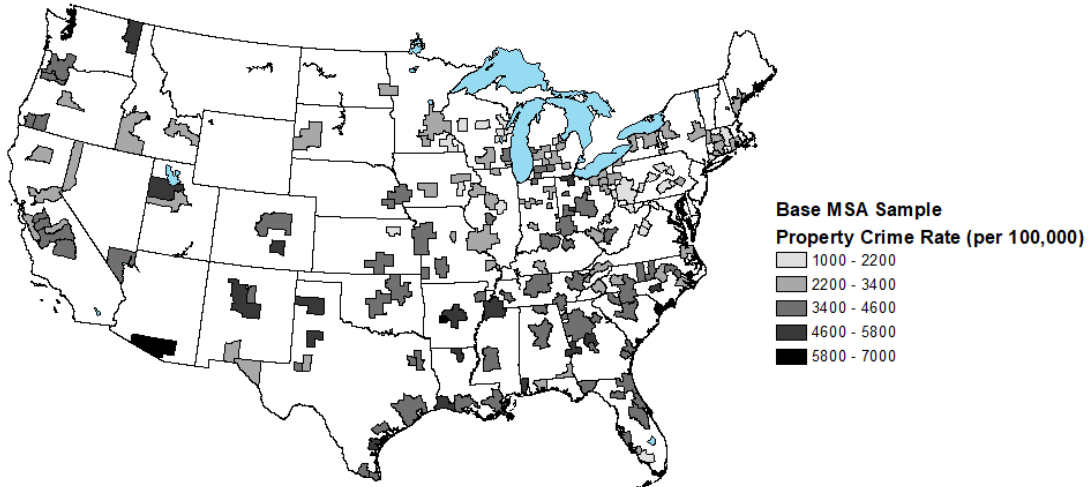 Base MSA Sample
Property Crime Rate (per 100,000)
1000 - 2200
2200 - 3400
3400 - 4600
4600 - 5800
5800 - 7000